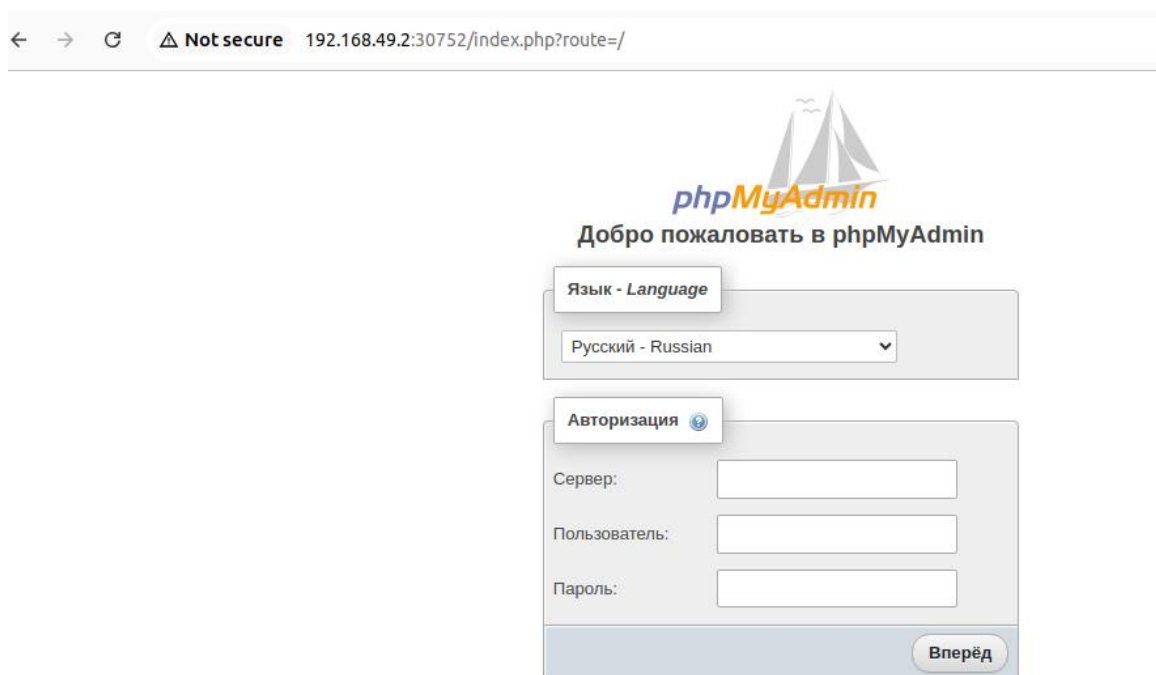 Not secure 192.168.49.2:30752/index.php?route=/
phpMyAdmin
Добро пожаловать в phpMyAdmin
Язык - Language
Русский - Russian
Авторизация
Сервер:
Пользователь:
Пароль:
Вперёд